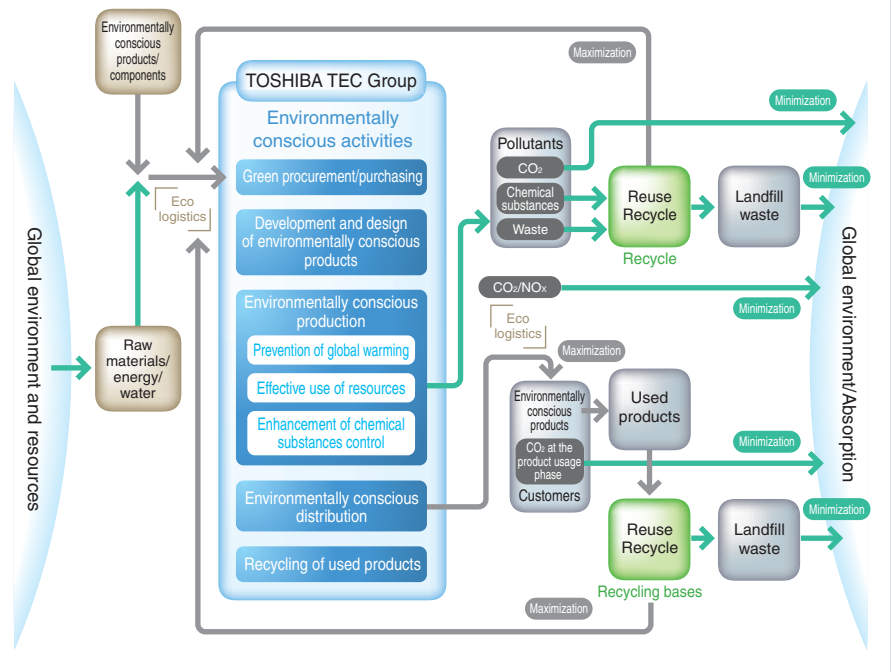 Environmentally
conscious
products/
components
Maximization
TOSHIBA TEC Group
Environmentally
conscious activities
Green procurement/purchasing
Development and design
of environmentally conscious
products
Environmentally conscious
production
Prevention of global warming
Effective use of resources
Enhancement of chemical
substances control
Environmentally conscious
distribution
Recycling of used products
Eco
logistics
Global environment and resources
Raw
materials/
energy/
water
Pollutants
CO₂
Chemical
substances
Waste
Minimization
Reuse
Recycle
Recycle
Landfill
waste
Minimization
CO₂/NOx
Minimization
Eco
logistics
Maximization
Environmentally
conscious
products
CO₂ at the
product usage
phase
Customers
Used
products
Minimization
Reuse
Recycle
Recycling bases
Landfill
waste
Minimization
Maximization
Global environment/Absorption